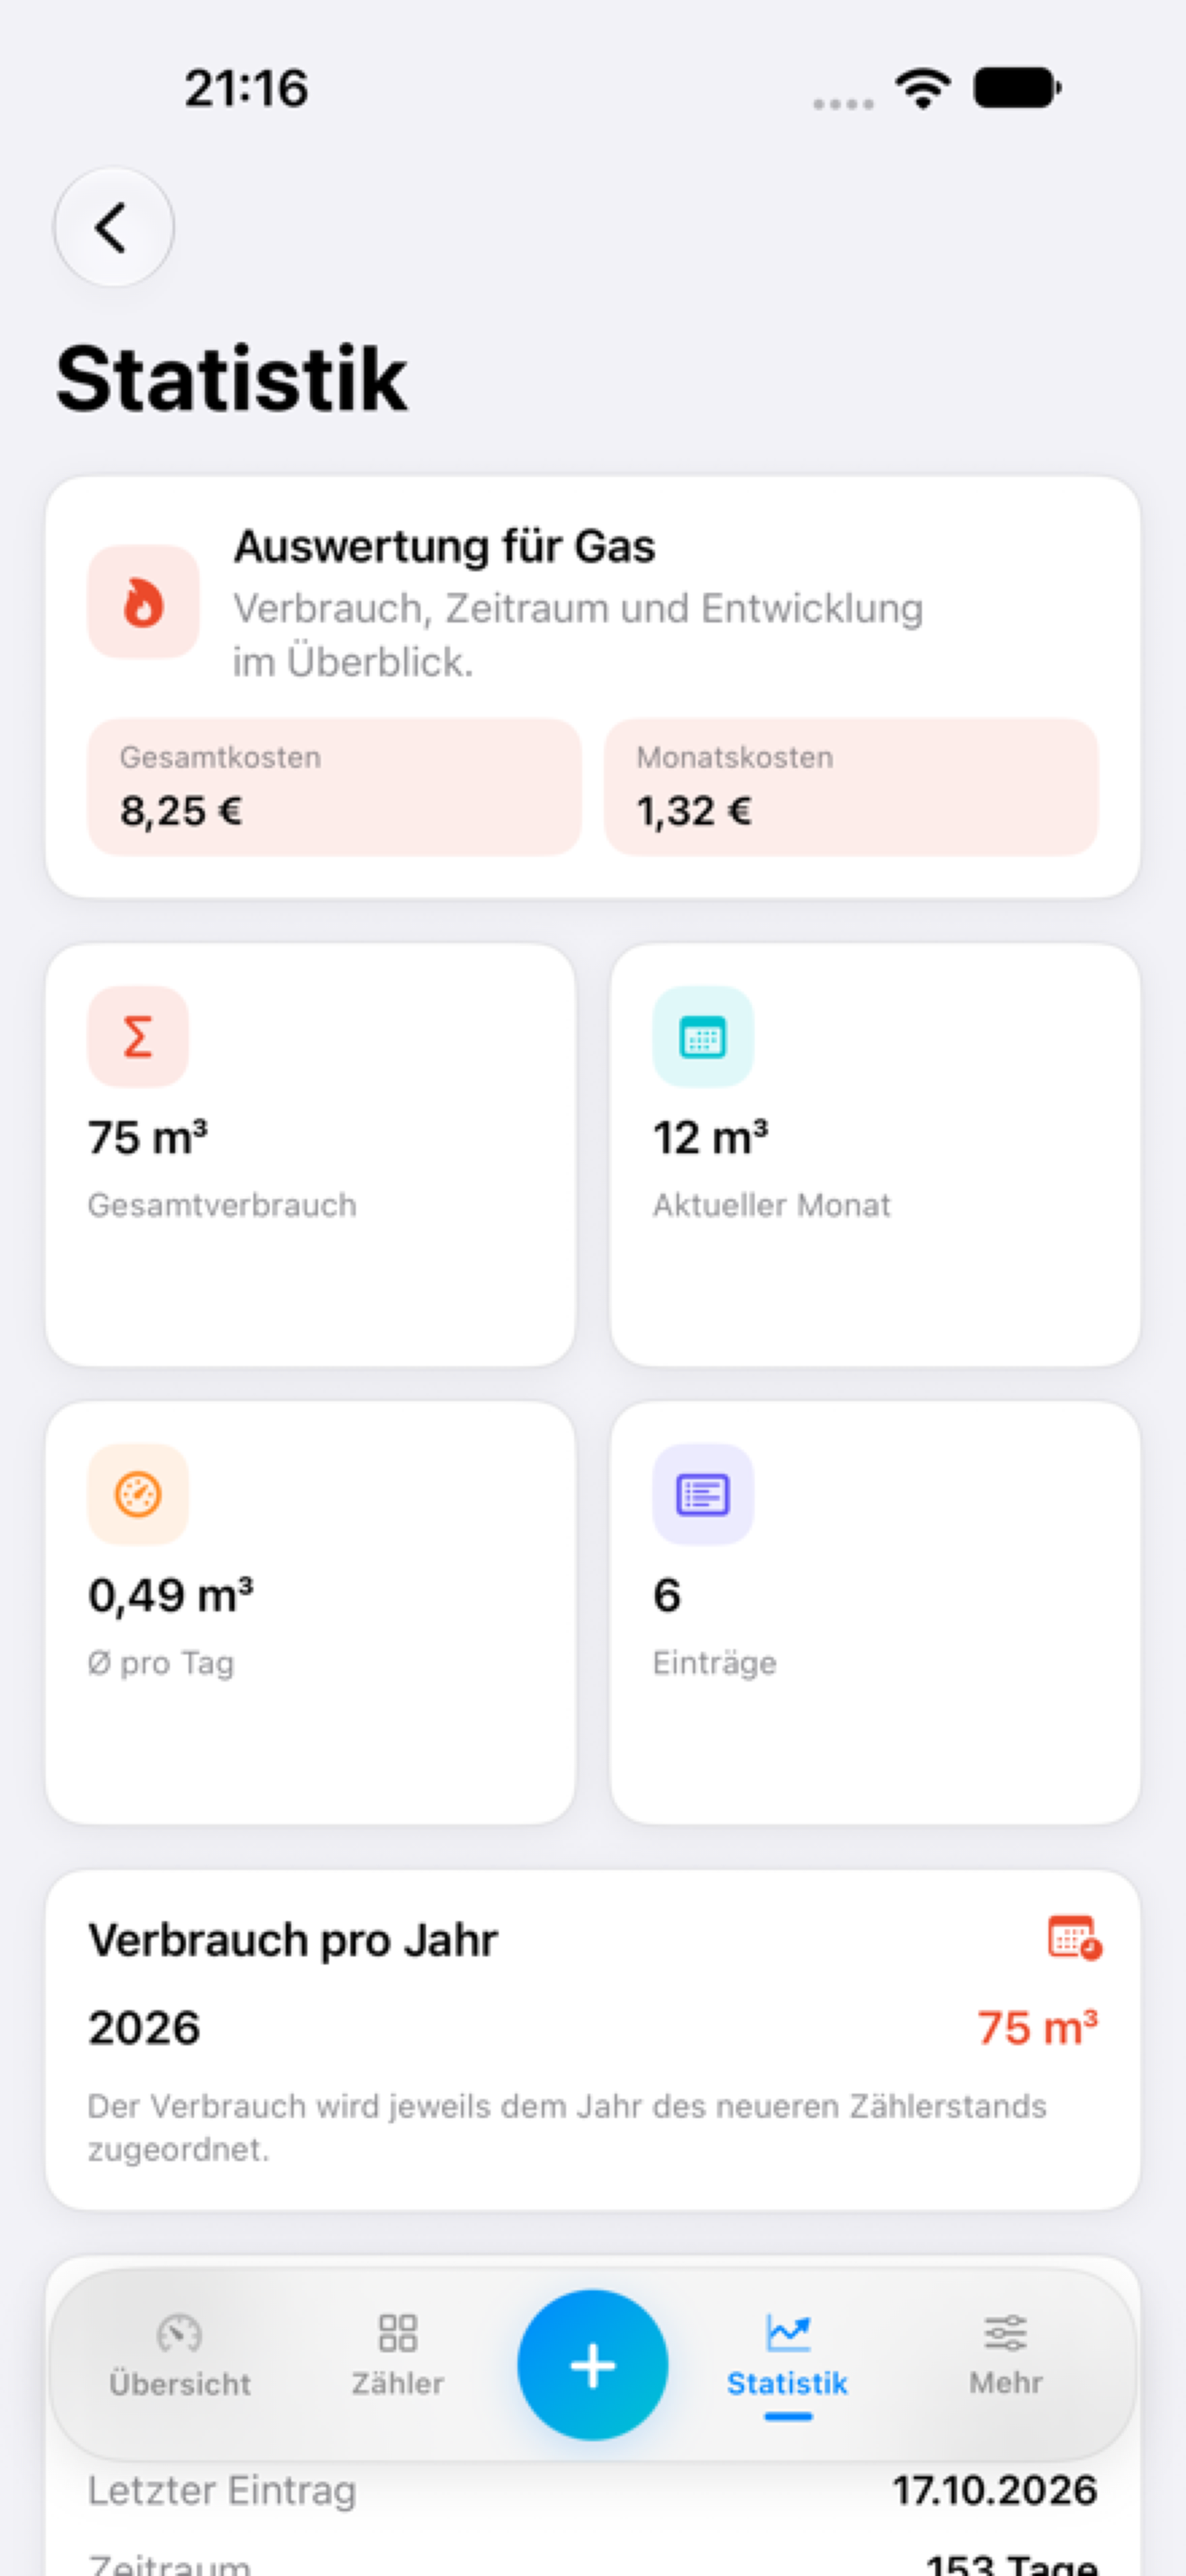 21:16
Statistik
Auswertung für Gas
Verbrauch, Zeitraum und Entwicklung
im Überblick.
Gesamtkosten
8,25 €
Monatskosten
1,32 €
Σ
75 m³
Gesamtverbrauch
12 m³
Aktueller Monat
0,49 m³
Ø pro Tag
6
Einträge
Verbrauch pro Jahr
2026
75 m³
Der Verbrauch wird jeweils dem Jahr des neueren Zählerstands
zugeordnet.
Übersicht
Zähler
Statistik
Mehr
Letzter Eintrag
17.10.2026
Zeitraum
153 Tage